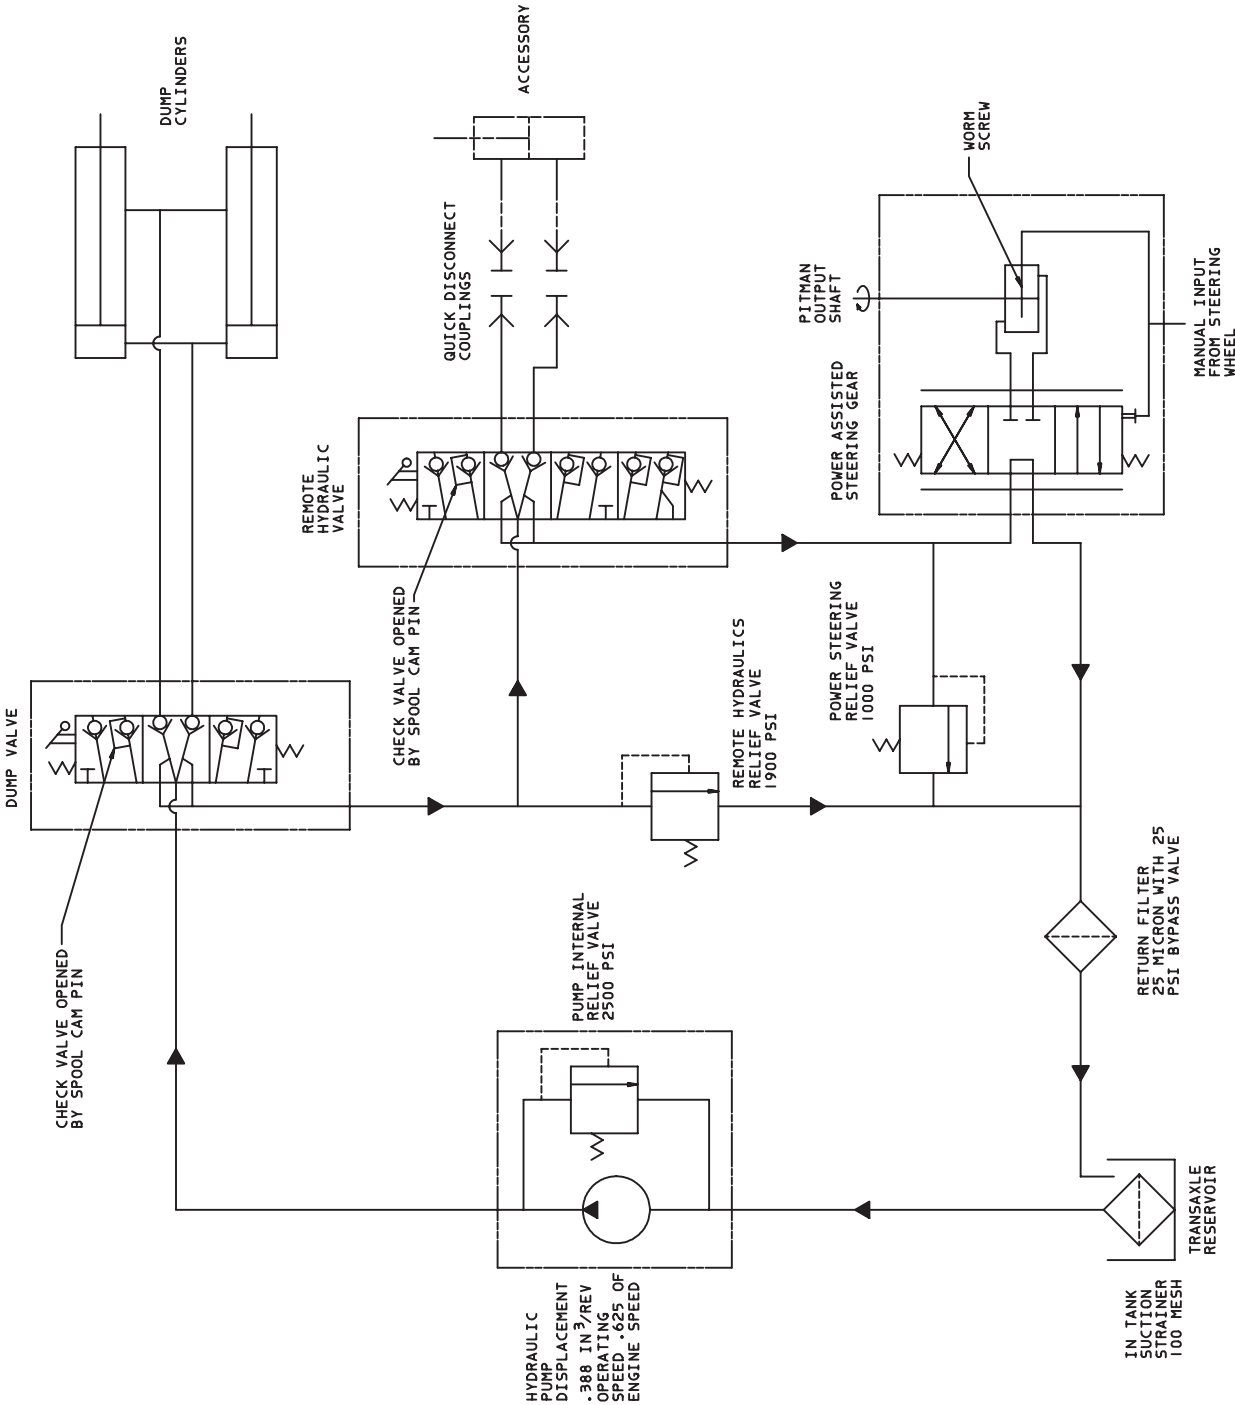 DUMP VALVE
CHECK VALVE OPENED
BY SPOOL CAM PIN
DUMP
CYLINDERS
REMOTE
HYDRAULIC
VALVE
CHECK VALVE OPENED
BY SPOOL CAM PIN
QUICK DISCONNECT
COUPLINGS
ACCESSORY
HYDRAULIC
PUMP
DISPLACEMENT
.388 IN³/REV
OPERATING
SPEED .625 OF
ENGINE SPEED
PUMP INTERNAL
RELIEF VALVE
2500 PSI
REMOTE HYDRAULICS
RELIEF VALVE
1900 PSI
POWER STEERING
RELIEF VALVE
1000 PSI
POWER ASSISTED
STEERING GEAR
PITMAN
OUTPUT
SHAFT
WORM
SCREW
MANUAL INPUT
FROM STEERING
WHEEL
RETURN FILTER
25 MICRON WITH 25
PSI BYPASS VALVE
IN TANK
SUCTION
STRAINER
100 MESH
TRANSAXLE
RESERVOIR